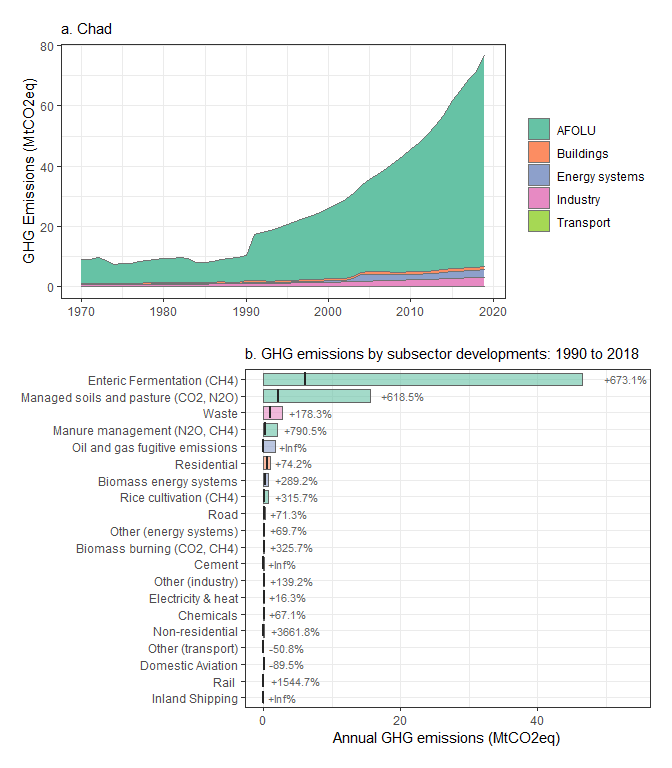 a. Chad
GHG Emissions (MtCO2eq)
80
60
40
20
0
1970
1980
1990
2000
2010
2020
AFOLU
Buildings
Energy systems
Industry
Transport
b. GHG emissions by subsector developments: 1990 to 2018
Enteric Fermentation (CH4) +673.1%
Managed soils and pasture (CO2, N2O) +618.5%
Waste +178.3%
Manure management (N2O, CH4) +790.5%
Oil and gas fugitive emissions +Inf%
Residential +74.2%
Biomass energy systems +289.2%
Rice cultivation (CH4) +315.7%
Road +71.3%
Other (energy systems) +69.7%
Biomass burning (CO2, CH4) +325.7%
Cement +Inf%
Other (industry) +139.2%
Electricity & heat +16.3%
Chemicals +67.1%
Non-residential +3661.8%
Other (transport) -50.8%
Domestic Aviation -89.5%
Rail +1544.7%
Inland Shipping +Inf%
0
20
40
Annual GHG emissions (MtCO2eq)